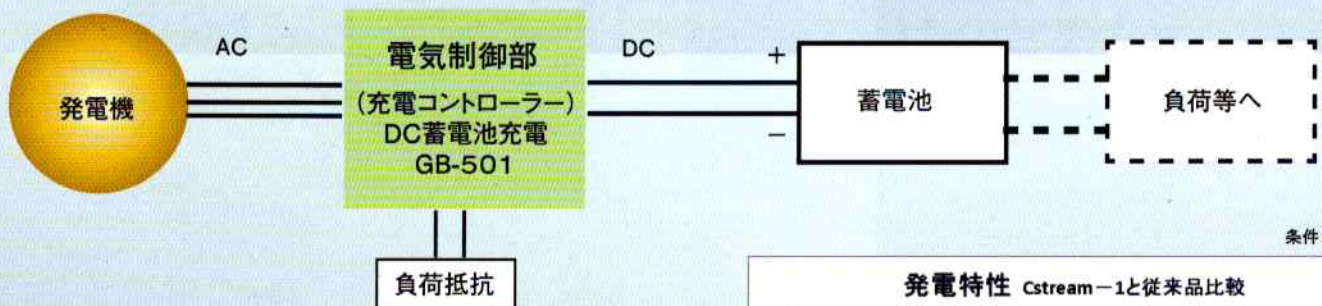 発電機
AC
電気制御部
(充電コントローラー)
DC蓄電池充電
GB-501
DC
+
−
蓄電池
負荷等へ
負荷抵抗
条件
発電特性 Cstream−1と従来品比較